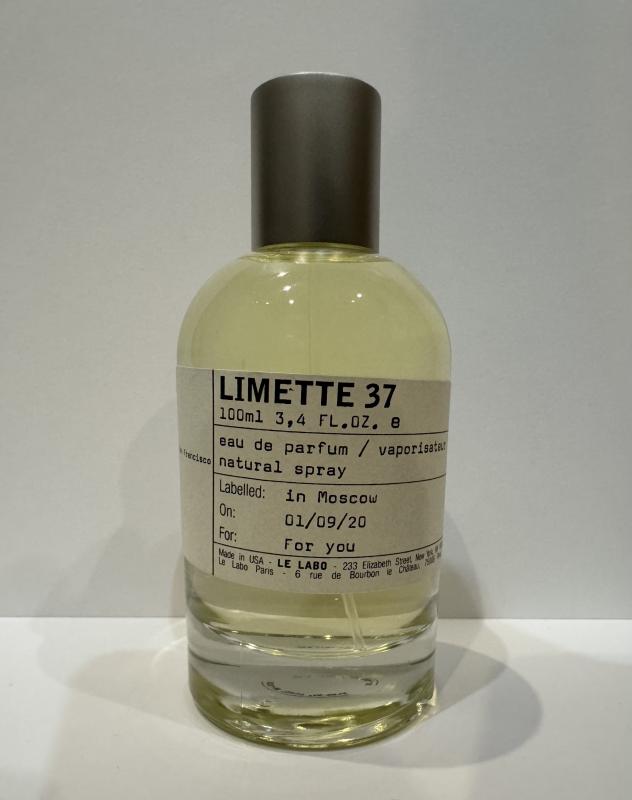 LIMETTE 37
100ml 3,4 FL.OZ. e
eau de parfum / vaporisateur
natural spray
Francisco
Labelled: in Moscow
On: 01/09/20
For: For you
Made in USA - LE LABO - 233 Elizabeth Street, New York,
Le Labo Paris - 6 rue de Bourbon le Château,